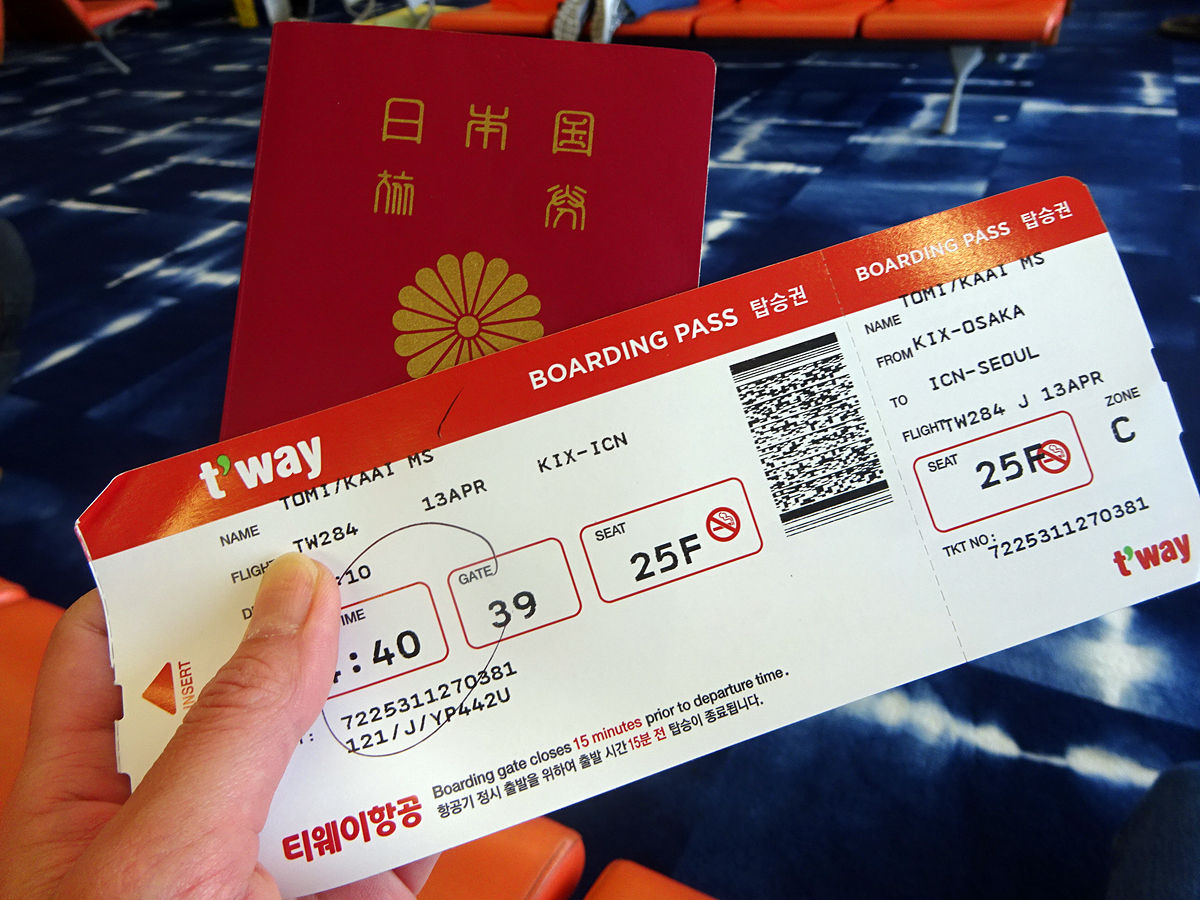 日本国
旅券
BOARDING PASS 탑승권
t'way
NAME TOMI/KAAI MS
KIX-ICN
FLIGHT TW284 13APR
:10
:40
GATE 39
SEAT 25F
7225311270381
121/J/YP442U
INSERT
Boarding gate closes 15 minutes prior to departure time.
항공기 정시 출발을 위하여 출발 시간 15분 전 탑승이 종료됩니다.
티웨이항공
BOARDING PASS 탑승권
NAME TOMI/KAAI MS
FROM KIX-OSAKA
TO ICN-SEOUL
FLIGHT TW284 J 13APR
SEAT 25F
ZONE C
TKT NO: 7225311270381
t'way